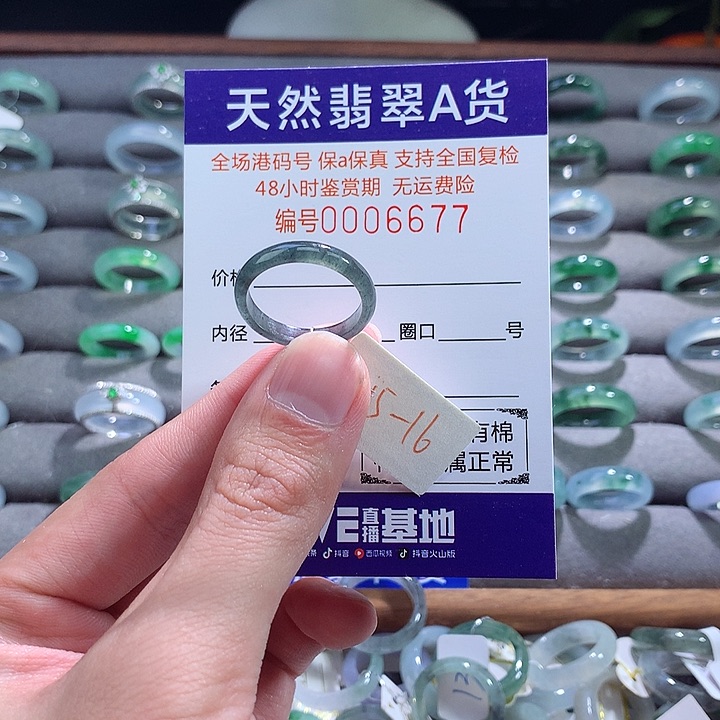 天然翡翠A货
全场港码号 保a保真 支持全国复检
48小时鉴赏期 无运费险
编号0006677
价格
内径 圈口 号
5-16
有棉
属正常
直播基地
抖音 西瓜视频 抖音火山版
13